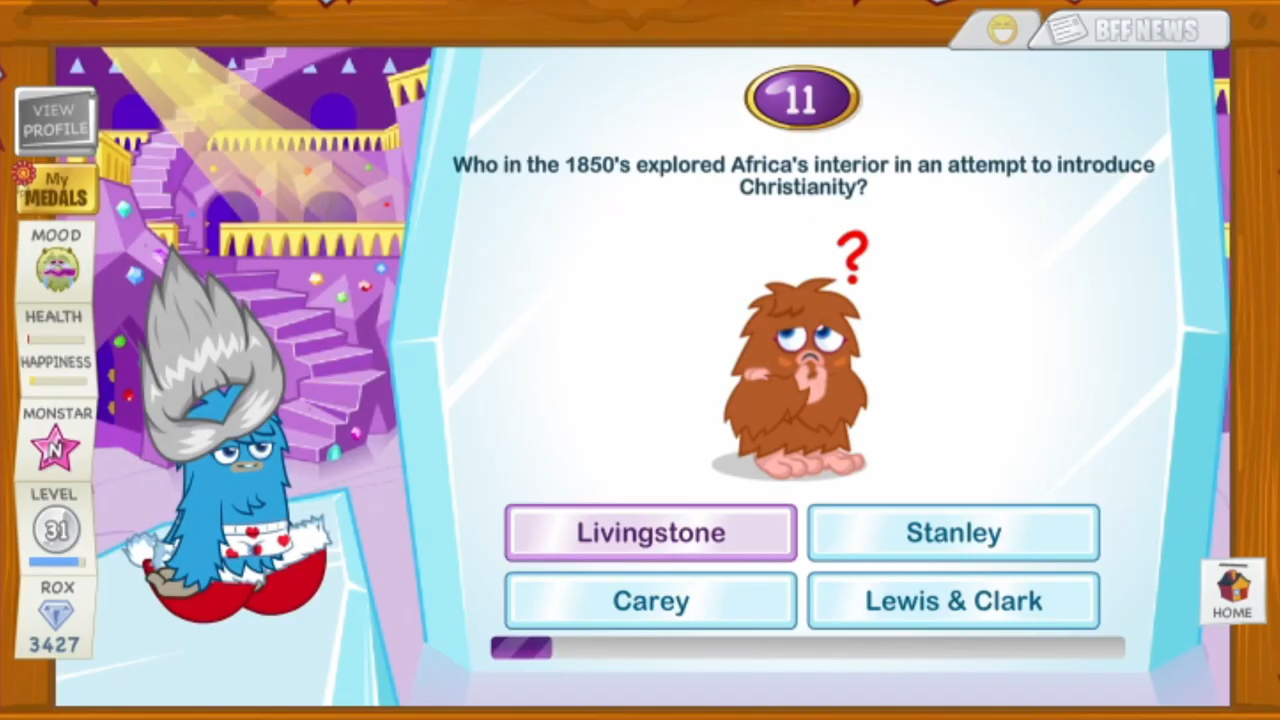 BFF NEWS
VIEW
PROFILE
My
MEDALS
MOOD
HEALTH
HAPPINESS
MONSTAR
N
LEVEL
31
ROX
3427
11
Who in the 1850's explored Africa's interior in an attempt to introduce
Christianity?
?
Livingstone
Stanley
Carey
Lewis & Clark
HOME